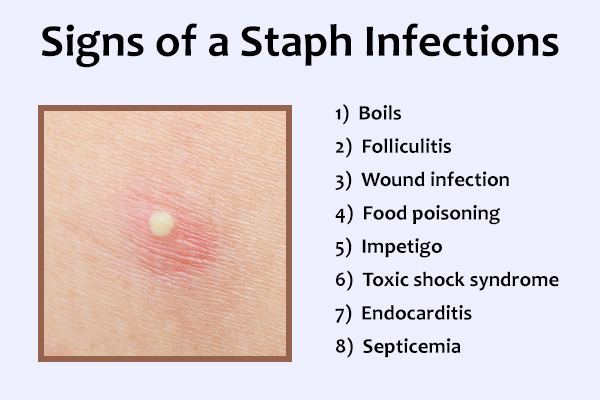 Signs of a Staph Infections
1) Boils
2) Folliculitis
3) Wound infection
4) Food poisoning
5) Impetigo
6) Toxic shock syndrome
7) Endocarditis
8) Septicemia